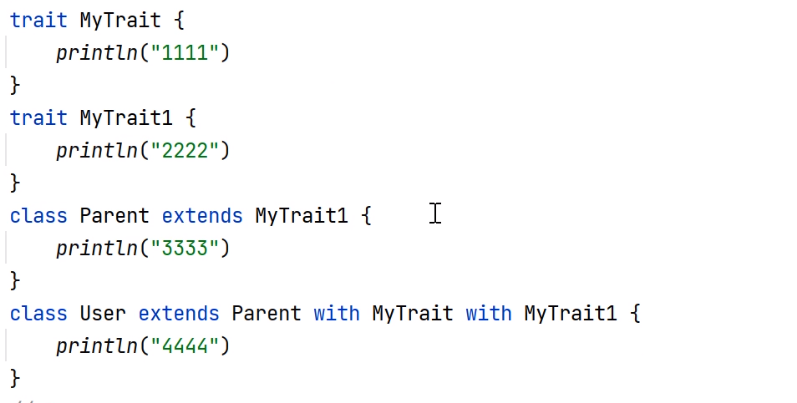 trait MyTrait {
    println("1111")
}
trait MyTrait1 {
    println("2222")
}
class Parent extends MyTrait1 {
    println("3333")
}
class User extends Parent with MyTrait with MyTrait1 {
    println("4444")
}